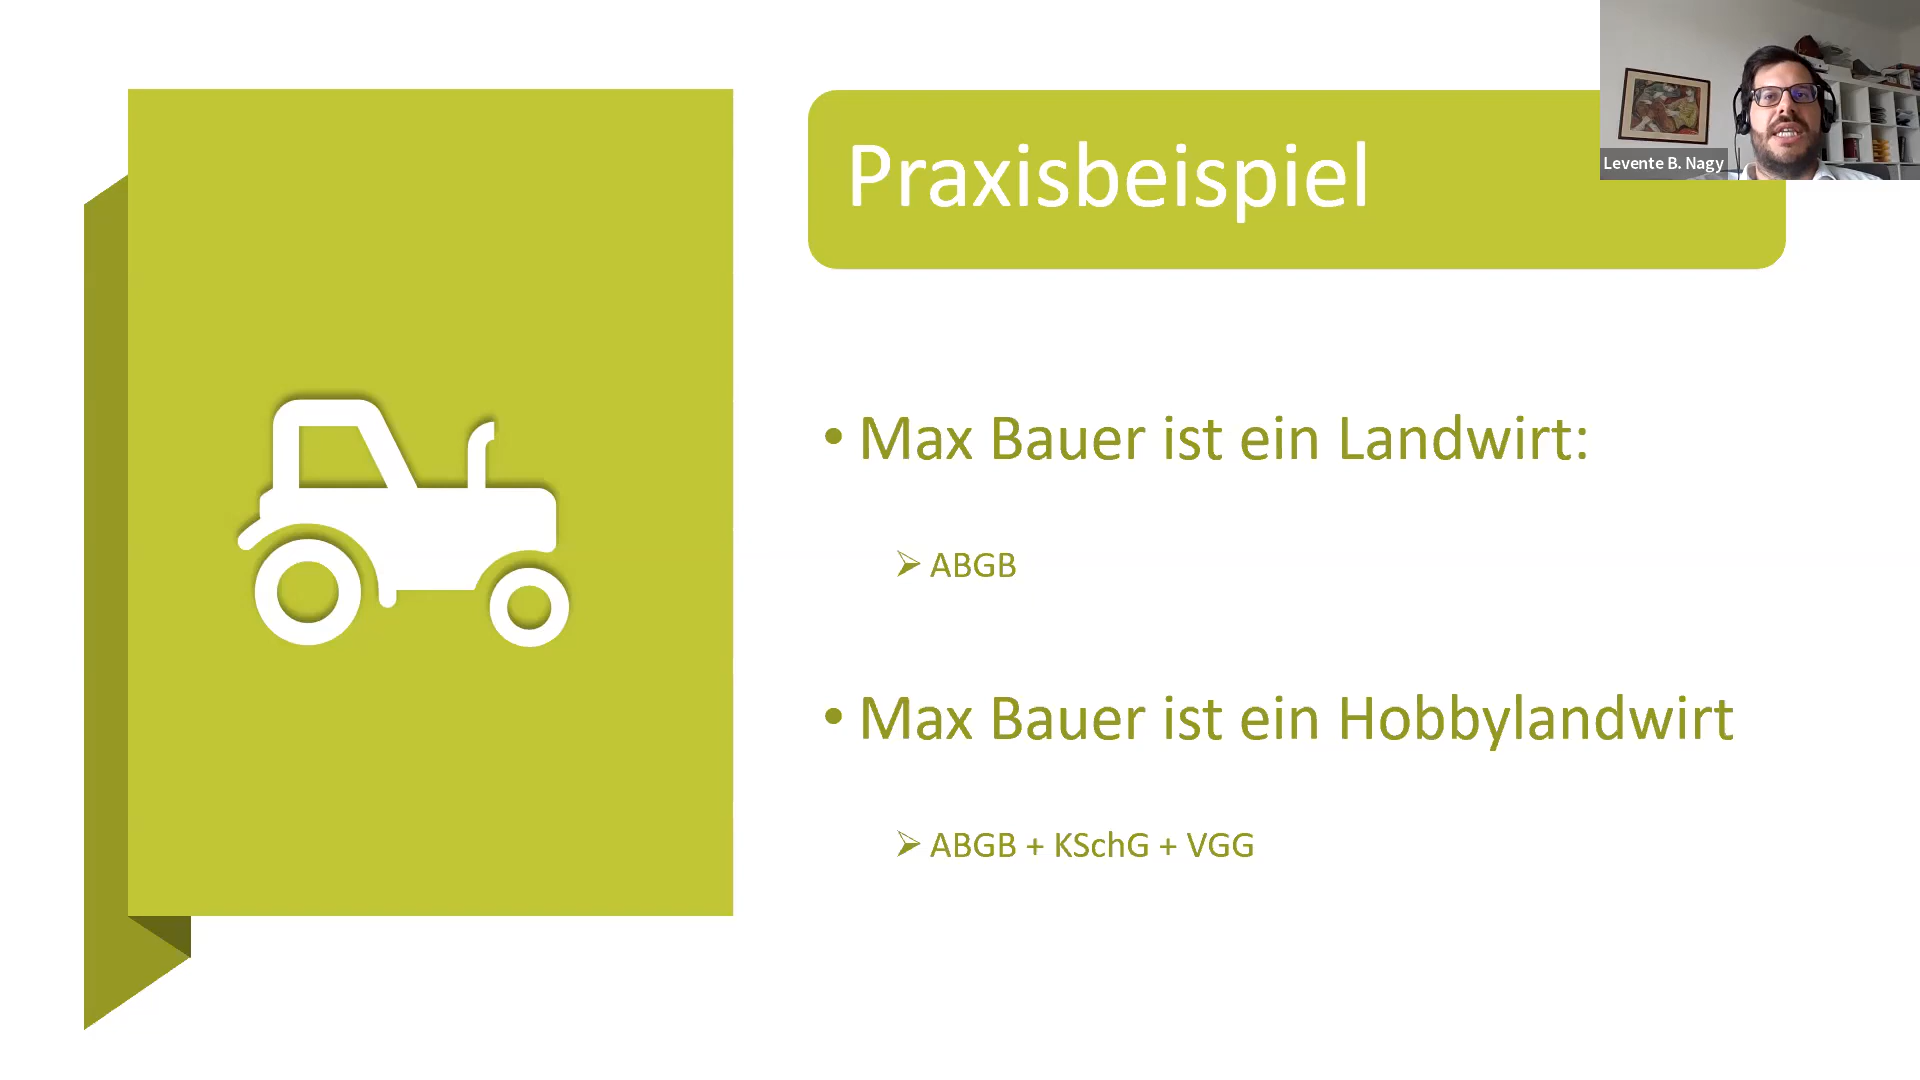 Praxisbeispiel
Levente B. Nagy
• Max Bauer ist ein Landwirt:
➢ ABGB
• Max Bauer ist ein Hobbylandwirt
➢ ABGB + KSchG + VGG